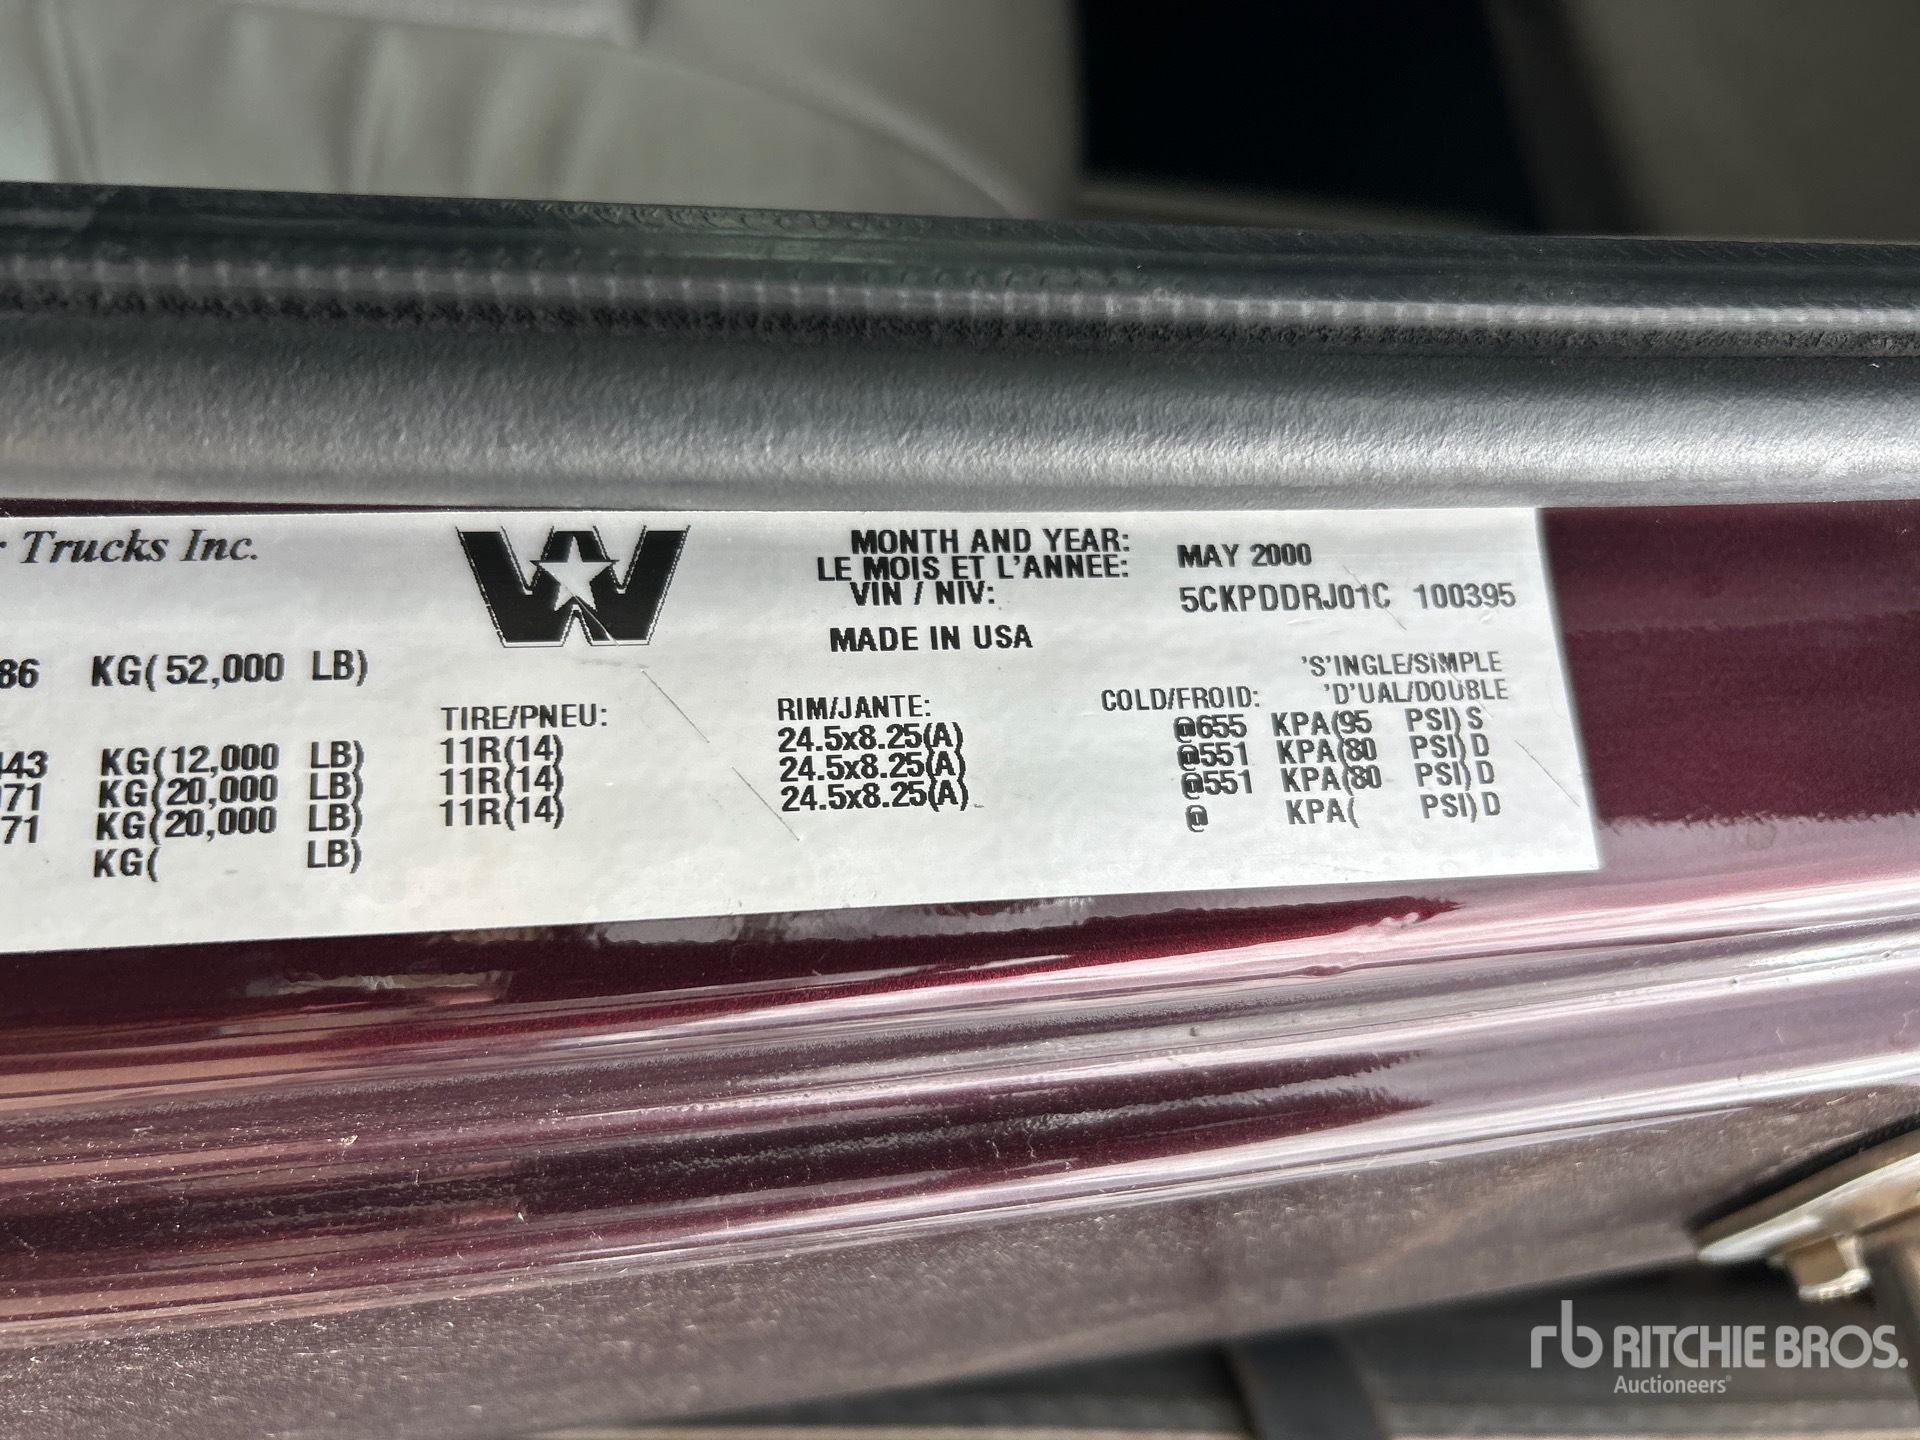 r Trucks Inc.
W
MONTH AND YEAR:
LE MOIS ET L'ANNEE: MAY 2000
VIN / NIV: 5CKPDDRJ01C 100395
MADE IN USA
86 KG( 52,000 LB)
'S'INGLE/SIMPLE
TIRE/PNEU: RIM/JANTE: COLD/FROID: 'D'UAL/DOUBLE
443 KG(12,000 LB) 11R(14) 24.5x8.25(A) @655 KPA(95 PSI) S
071 KG(20,000 LB) 11R(14) 24.5x8.25(A) @551 KPA(80 PSI) D
71 KG(20,000 LB) 11R(14) 24.5x8.25(A) @551 KPA(80 PSI) D
KG( LB) @ KPA( PSI) D
rb RITCHIE BROS.
Auctioneers